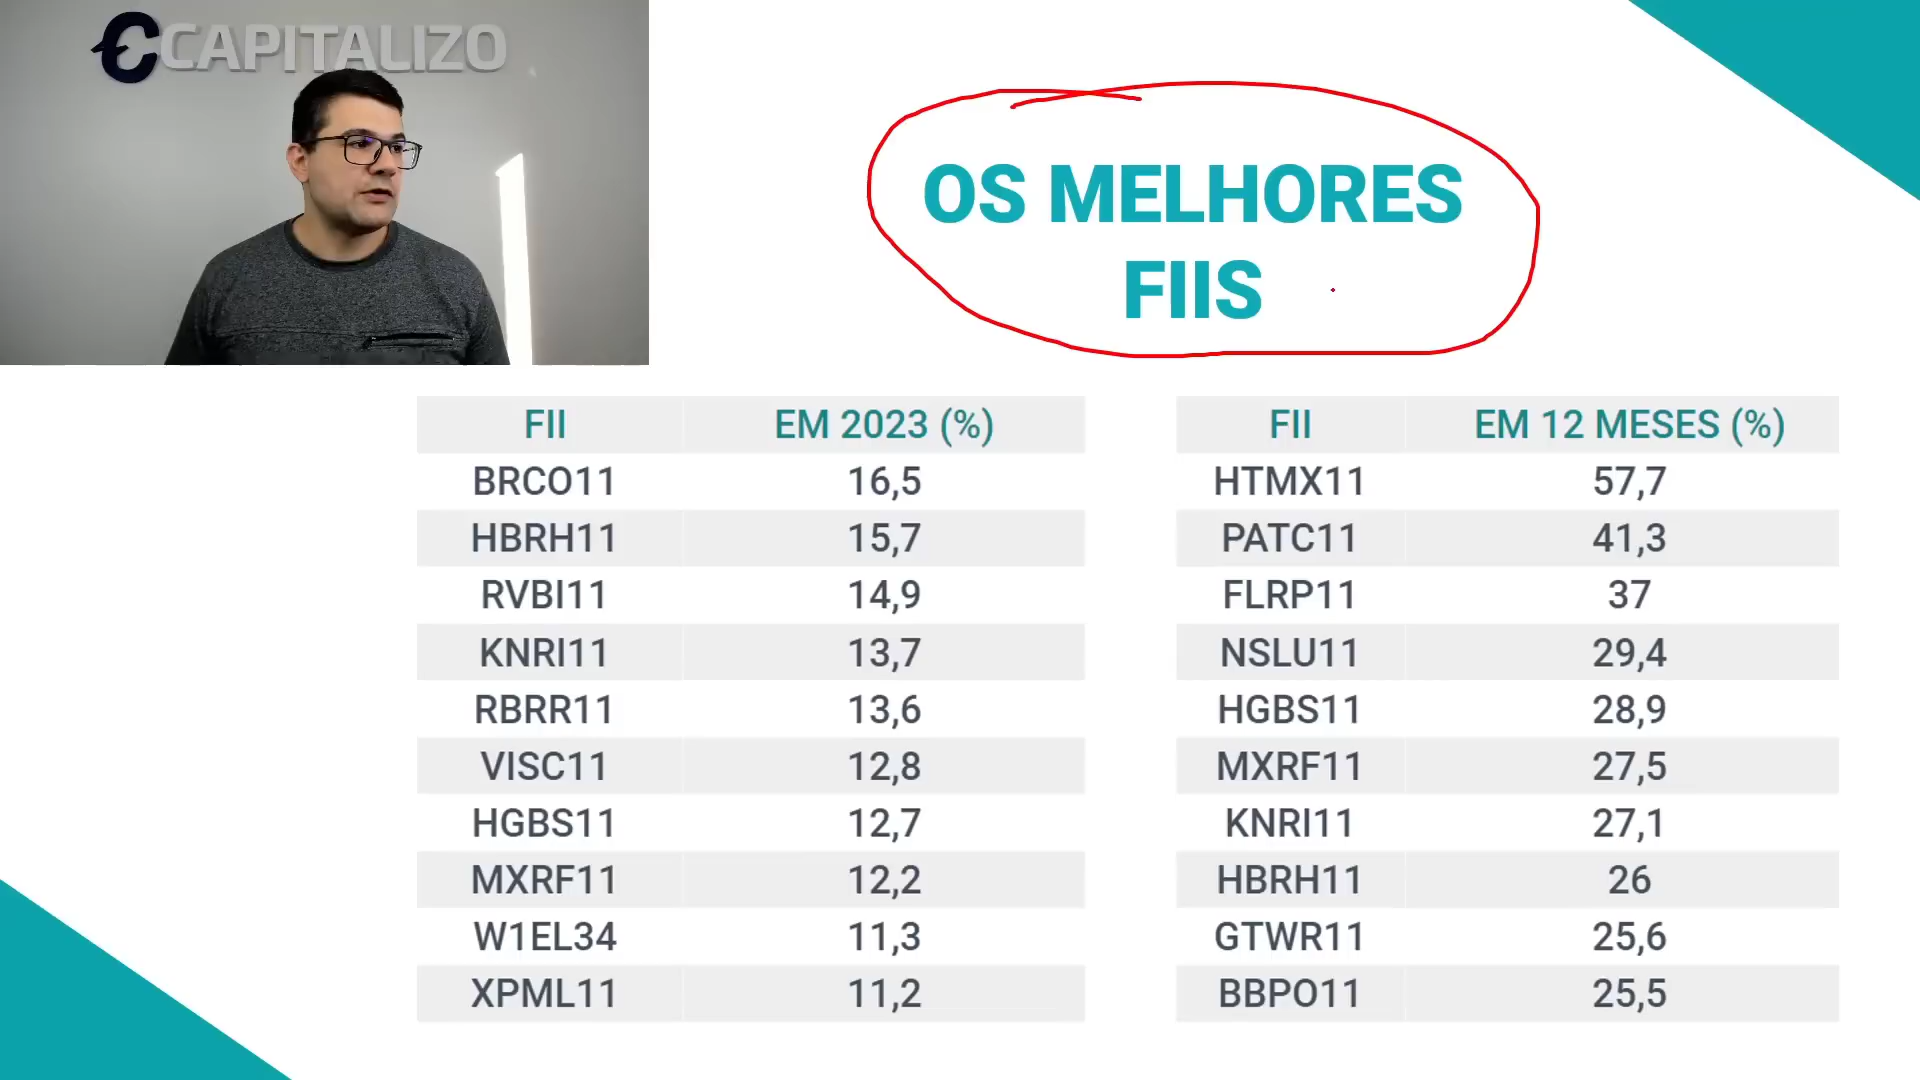 CAPITALIZO
OS MELHORES
FIIS
FII EM 2023 (%)
BRCO11 16,5
HBRH11 15,7
RVBI11 14,9
KNRI11 13,7
RBRR11 13,6
VISC11 12,8
HGBS11 12,7
MXRF11 12,2
W1EL34 11,3
XPML11 11,2
FII EM 12 MESES (%)
HTMX11 57,7
PATC11 41,3
FLRP11 37
NSLU11 29,4
HGBS11 28,9
MXRF11 27,5
KNRI11 27,1
HBRH11 26
GTWR11 25,6
BBPO11 25,5